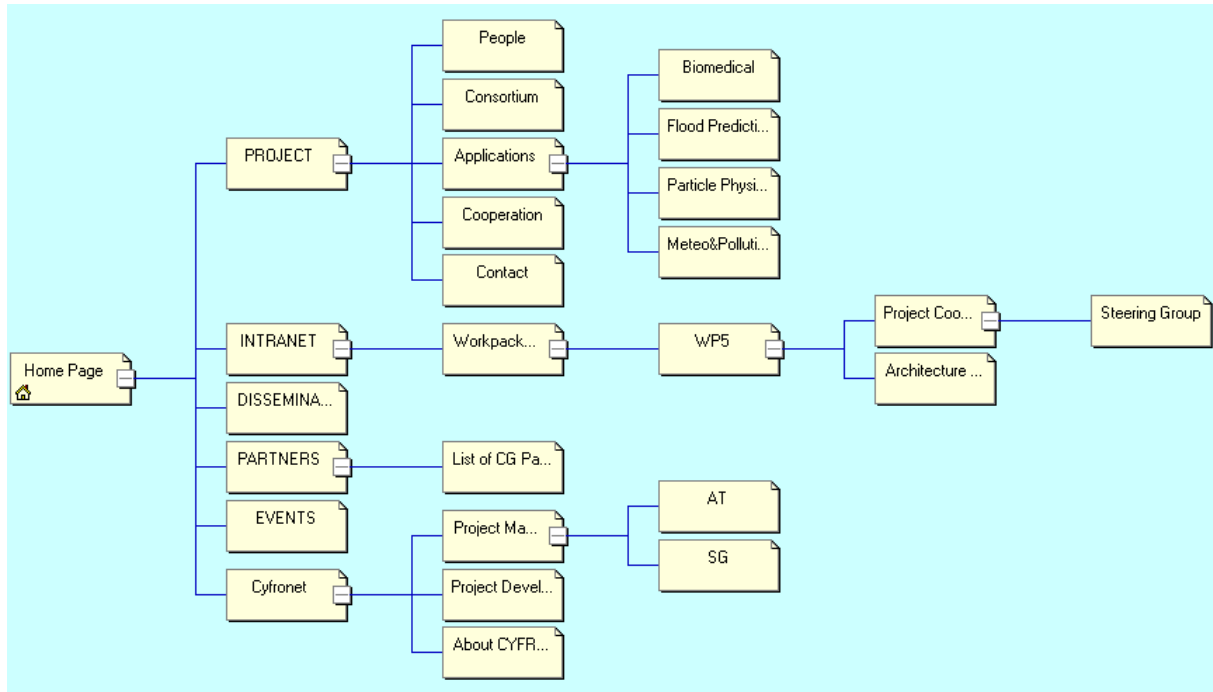 People
Biomedical
Consortium
Flood Predicti...
PROJECT
Applications
Particle Physi...
Cooperation
Meteo&Polluti...
Contact
Project Coo...
Steering Group
INTRANET
Workpack...
WP5
Home Page
Architecture ...
DISSEMINA...
PARTNERS
List of CG Pa...
AT
EVENTS
Project Ma...
SG
Cyfronet
Project Devel...
About CYFR...